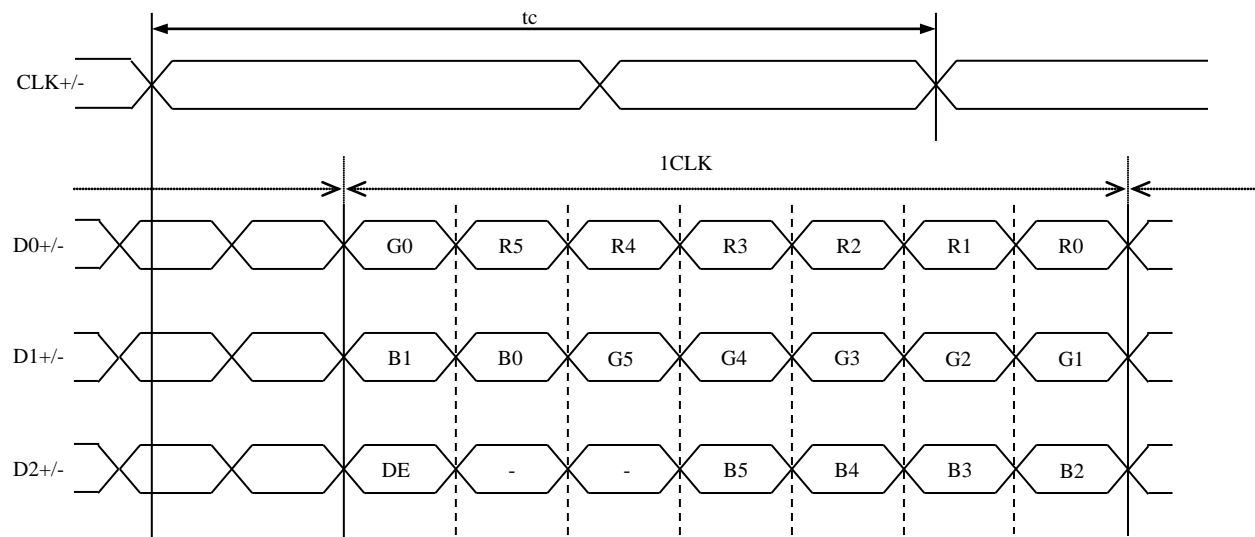 tc
CLK+/-
1CLK
D0+/- G0 R5 R4 R3 R2 R1 R0
D1+/- B1 B0 G5 G4 G3 G2 G1
D2+/- DE - - B5 B4 B3 B2